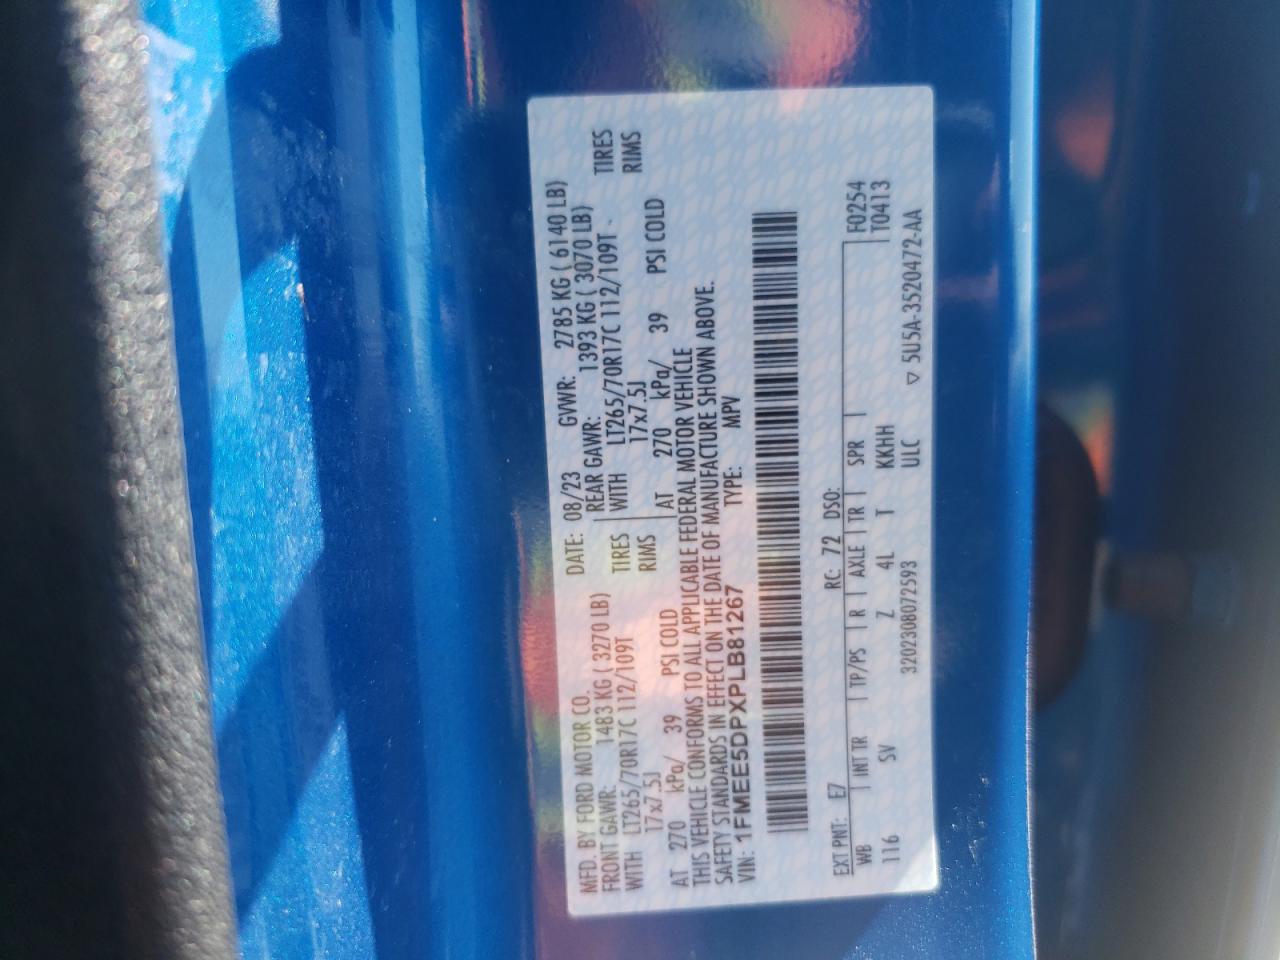 MFD. BY FORD MOTOR CO. DATE: 08/23 GVWR: 2785 KG ( 6140 LB)
FRONT GAWR: 1483 KG ( 3270 LB) REAR GAWR: 1393 KG ( 3070 LB)
WITH LT265/70R17C 112/109T TIRES WITH LT265/70R17C 112/109T TIRES
17x7.5J RIMS 17x7.5J RIMS
AT 270 kPa/ 39 PSI COLD AT 270 kPa/ 39 PSI COLD
THIS VEHICLE CONFORMS TO ALL APPLICABLE FEDERAL MOTOR VEHICLE
SAFETY STANDARDS IN EFFECT ON THE DATE OF MANUFACTURE SHOWN ABOVE.
VIN: 1FMEE5DPXPLB81267 TYPE: MPV
EXT PNT: E7 RC: 72 DSO: F0254
WB INT TR TP/PS R AXLE TR SPR T0413
116 SV Z 4L T KKHH
3202308072593 ULC ▽ 5U5A-3520472-AA